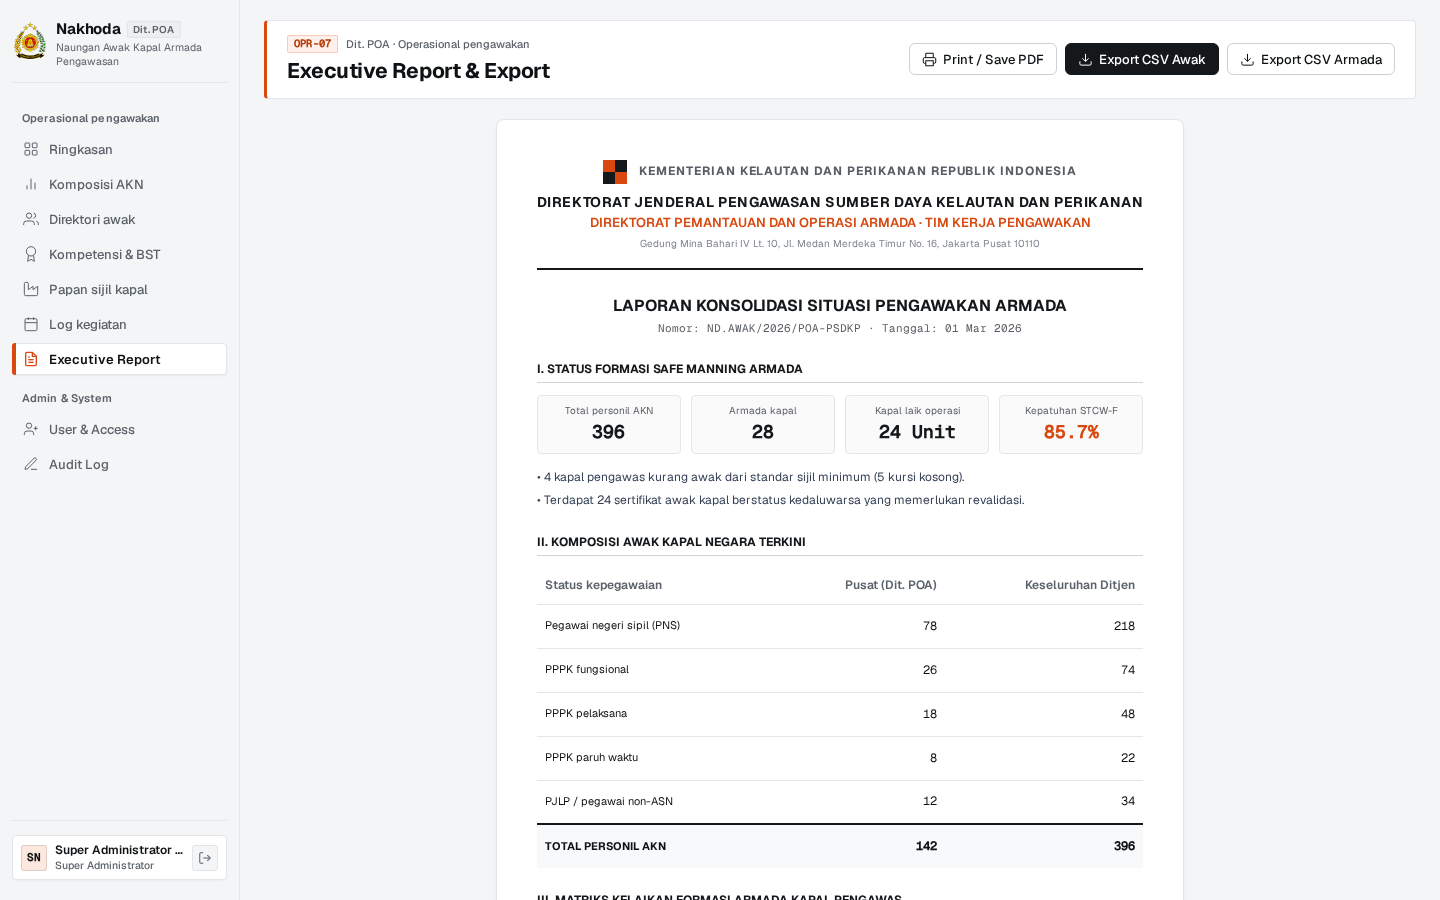 Nakhoda Dit. POA
Naungan Awak Kapal Armada
Pengawasan
Operasional pengawakan
Ringkasan
Komposisi AKN
Direktori awak
Kompetensi & BST
Papan sijil kapal
Log kegiatan
Executive Report
Admin & System
User & Access
Audit Log
SN
Super Administrator ...
Super Administrator
OPR-07 Dit. POA · Operasional pengawakan
Executive Report & Export
Print / Save PDF
Export CSV Awak
Export CSV Armada
KEMENTERIAN KELAUTAN DAN PERIKANAN REPUBLIK INDONESIA
DIREKTORAT JENDERAL PENGAWASAN SUMBER DAYA KELAUTAN DAN PERIKANAN
DIREKTORAT PEMANTAUAN DAN OPERASI ARMADA · TIM KERJA PENGAWAKAN
Gedung Mina Bahari IV Lt. 10, Jl. Medan Merdeka Timur No. 16, Jakarta Pusat 10110
LAPORAN KONSOLIDASI SITUASI PENGAWAKAN ARMADA
Nomor: ND.AWAK/2026/POA-PSDKP · Tanggal: 01 Mar 2026
I. STATUS FORMASI SAFE MANNING ARMADA
Total personil AKN
396
Armada kapal
28
Kapal laik operasi
24 Unit
Kepatuhan STCW-F
85.7%
• 4 kapal pengawas kurang awak dari standar sijil minimum (5 kursi kosong).
• Terdapat 24 sertifikat awak kapal berstatus kedaluwarsa yang memerlukan revalidasi.
II. KOMPOSISI AWAK KAPAL NEGARA TERKINI
Status kepegawaian Pusat (Dit. POA) Keseluruhan Ditjen
Pegawai negeri sipil (PNS) 78 218
PPPK fungsional 26 74
PPPK pelaksana 18 48
PPPK paruh waktu 8 22
PJLP / pegawai non-ASN 12 34
TOTAL PERSONIL AKN 142 396
III. MATRIKS KELAIKAN FORMASI ARMADA KAPAL PENGAWAS